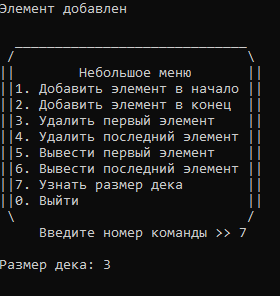 Элемент добавлен
Небольшое меню
1. Добавить элемент в начало
2. Добавить элемент в конец
3. Удалить первый элемент
4. Удалить последний элемент
5. Вывести первый элемент
6. Вывести последний элемент
7. Узнать размер дека
0. Выйти
Введите номер команды >> 7
Размер дека: 3